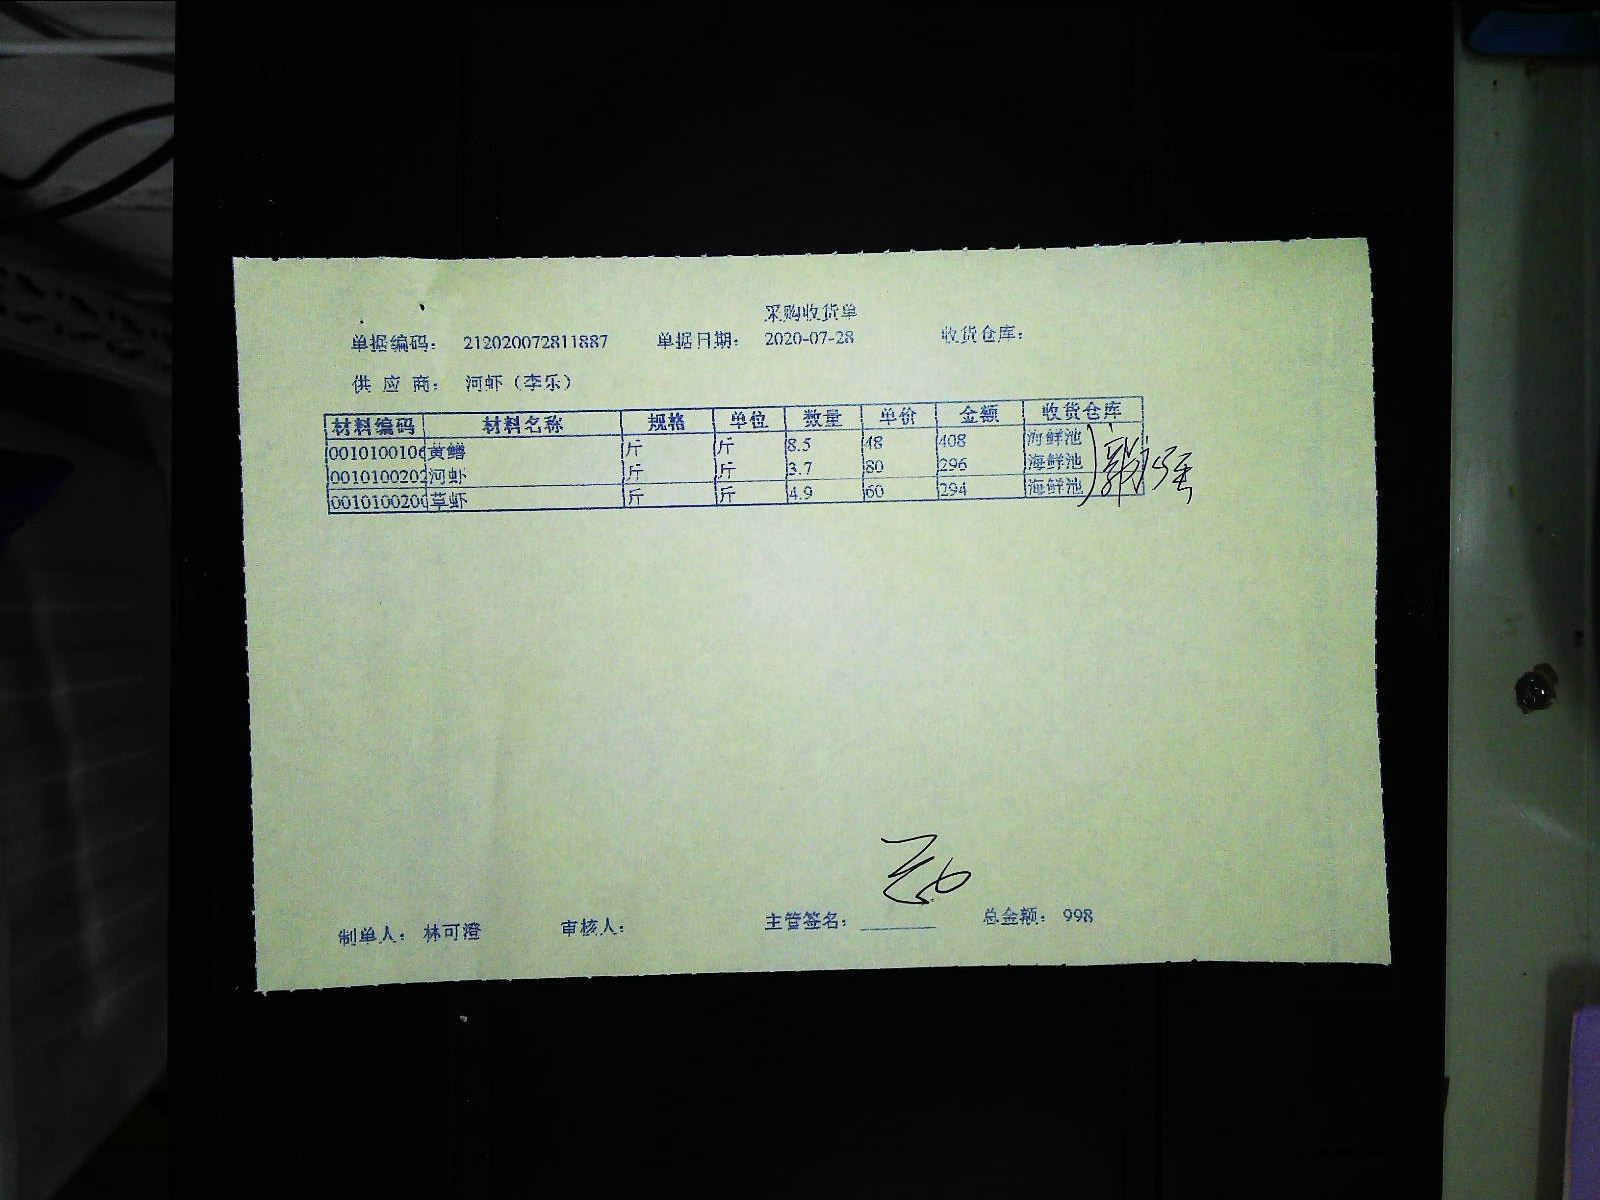 采购收货单
单据编码： 212020072811887 单据日期： 2020-07-28 收货仓库：
供 应 商： 河虾（李乐）
材料编码 材料名称 规格 单位 数量 单价 金额 收货仓库
0010100106 黄鳝 斤 斤 8.5 48 408 海鲜池
0010100202 河虾 斤 斤 3.7 80 296 海鲜池
0010100200 草虾 斤 斤 4.9 60 294 海鲜池
制单人： 林可澄 审核人： 主管签名： 总金额： 998